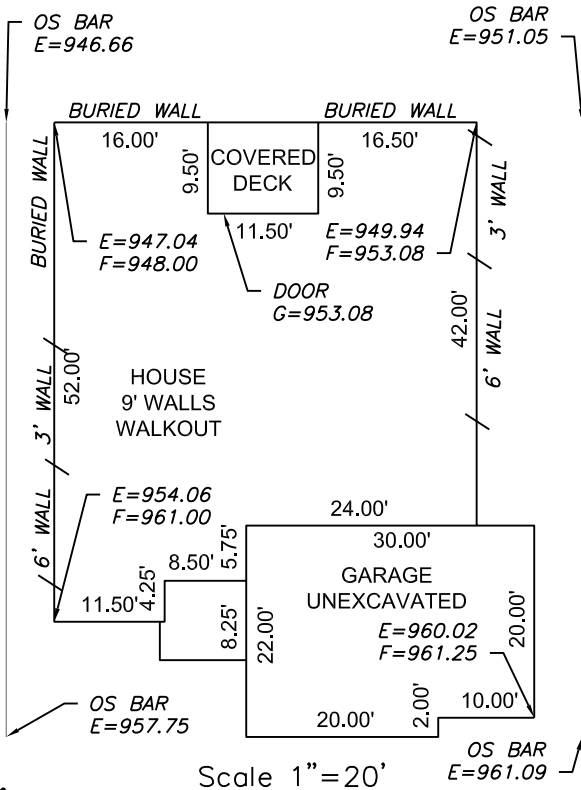 OS BAR
E=946.66
OS BAR
E=951.05
BURIED WALL
BURIED WALL
16.00'
16.50'
COVERED
DECK
9.50'
9.50'
11.50'
BURIED WALL
3' WALL
E=947.04
F=948.00
E=949.94
F=953.08
DOOR
G=953.08
42.00'
6' WALL
52.00'
3' WALL
HOUSE
9' WALLS
WALKOUT
6' WALL
E=954.06
F=961.00
24.00'
30.00'
5.75'
8.50'
4.25'
11.50'
GARAGE
UNEXCAVATED
8.25'
22.00'
20.00'
E=960.02
F=961.25
10.00'
2.00'
20.00'
OS BAR
E=957.75
OS BAR
E=961.09
Scale 1"=20'